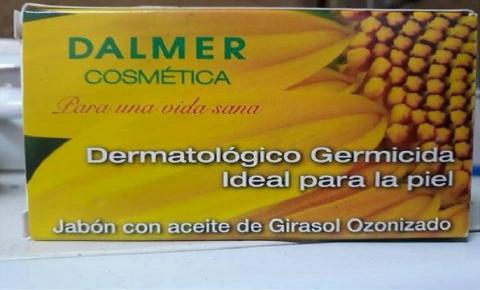 DALMER
COSMÉTICA
Para una vida sana
Dermatológico Germicida
Ideal para la piel
Jabón con aceite de Girasol Ozonizado